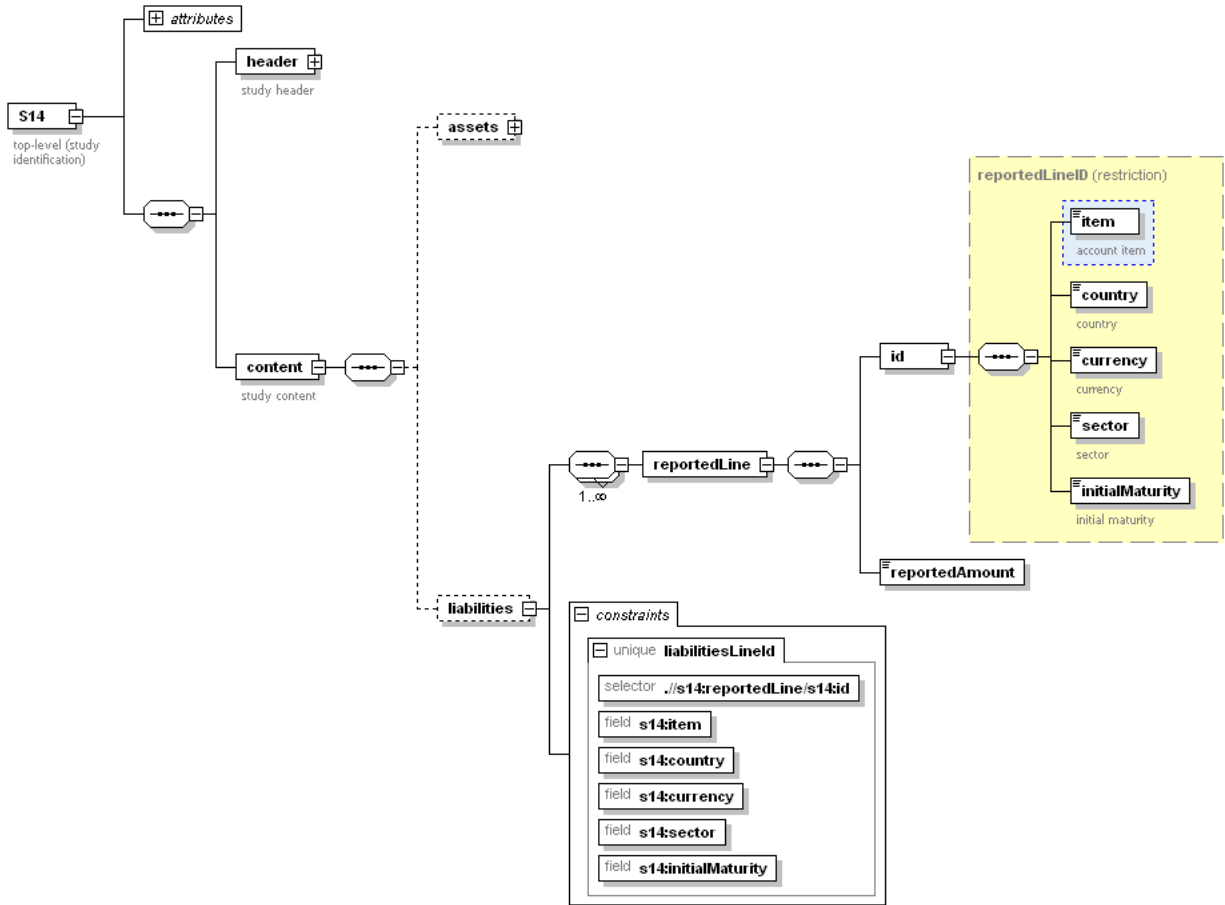 attributes
header
study header
S14
top-level (study
identification)
assets
reportedLineID (restriction)
item
account item
country
country
id
currency
currency
content
study content
sector
sector
reportedLine
1..∞
initialMaturity
initial maturity
reportedAmount
liabilities
constraints
unique liabilitiesLineId
selector .//s14:reportedLine/s14:id
field s14:item
field s14:country
field s14:currency
field s14:sector
field s14:initialMaturity